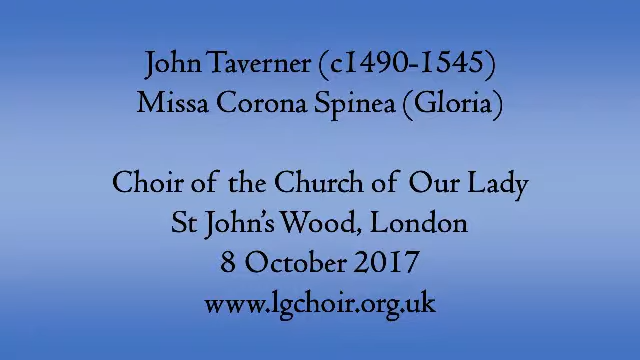 John Taverner (c1490-1545)
Missa Corona Spinea (Gloria)
Choir of the Church of Our Lady
St John's Wood, London
8 October 2017
www.lgchoir.org.uk